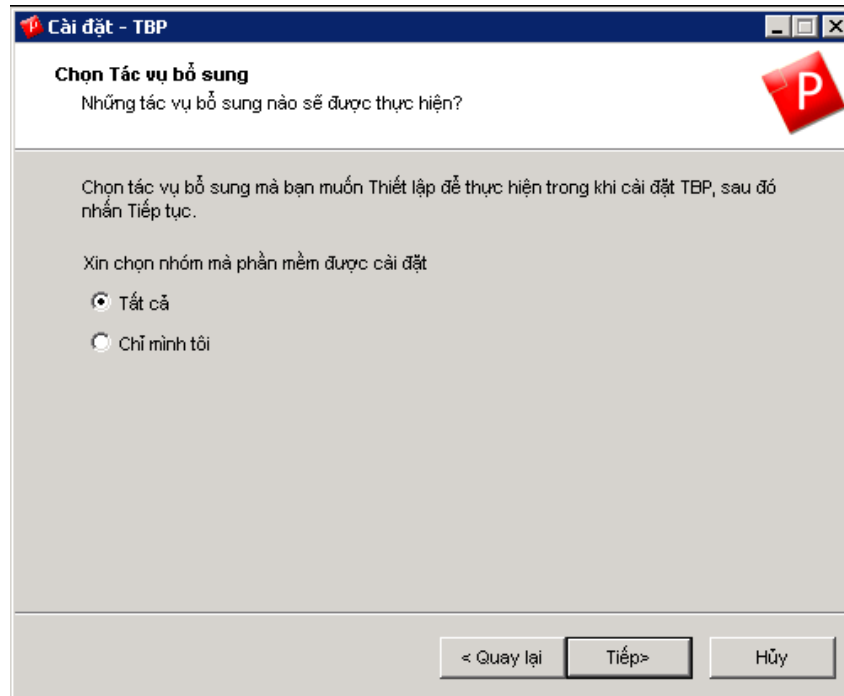 Cài đặt - TBP
Chọn Tác vụ bổ sung
Những tác vụ bổ sung nào sẽ được thực hiện?
P
Chọn tác vụ bổ sung mà bạn muốn Thiết lập để thực hiện trong khi cài đặt TBP, sau đó
nhấn Tiếp tục.
Xin chọn nhóm mà phần mềm được cài đặt
Tất cả
Chỉ mình tôi
< Quay lại
Tiếp>
Hủy